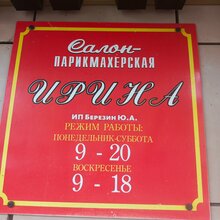 Салон-
ПАРИКМАХЕРСКАЯ
ИРИНА
ИП БЕРЕЗИН Ю.А.
РЕЖИМ РАБОТЫ:
ПОНЕДЕЛЬНИК-СУББОТА
9 - 20
ВОСКРЕСЕНЬЕ
9 - 18